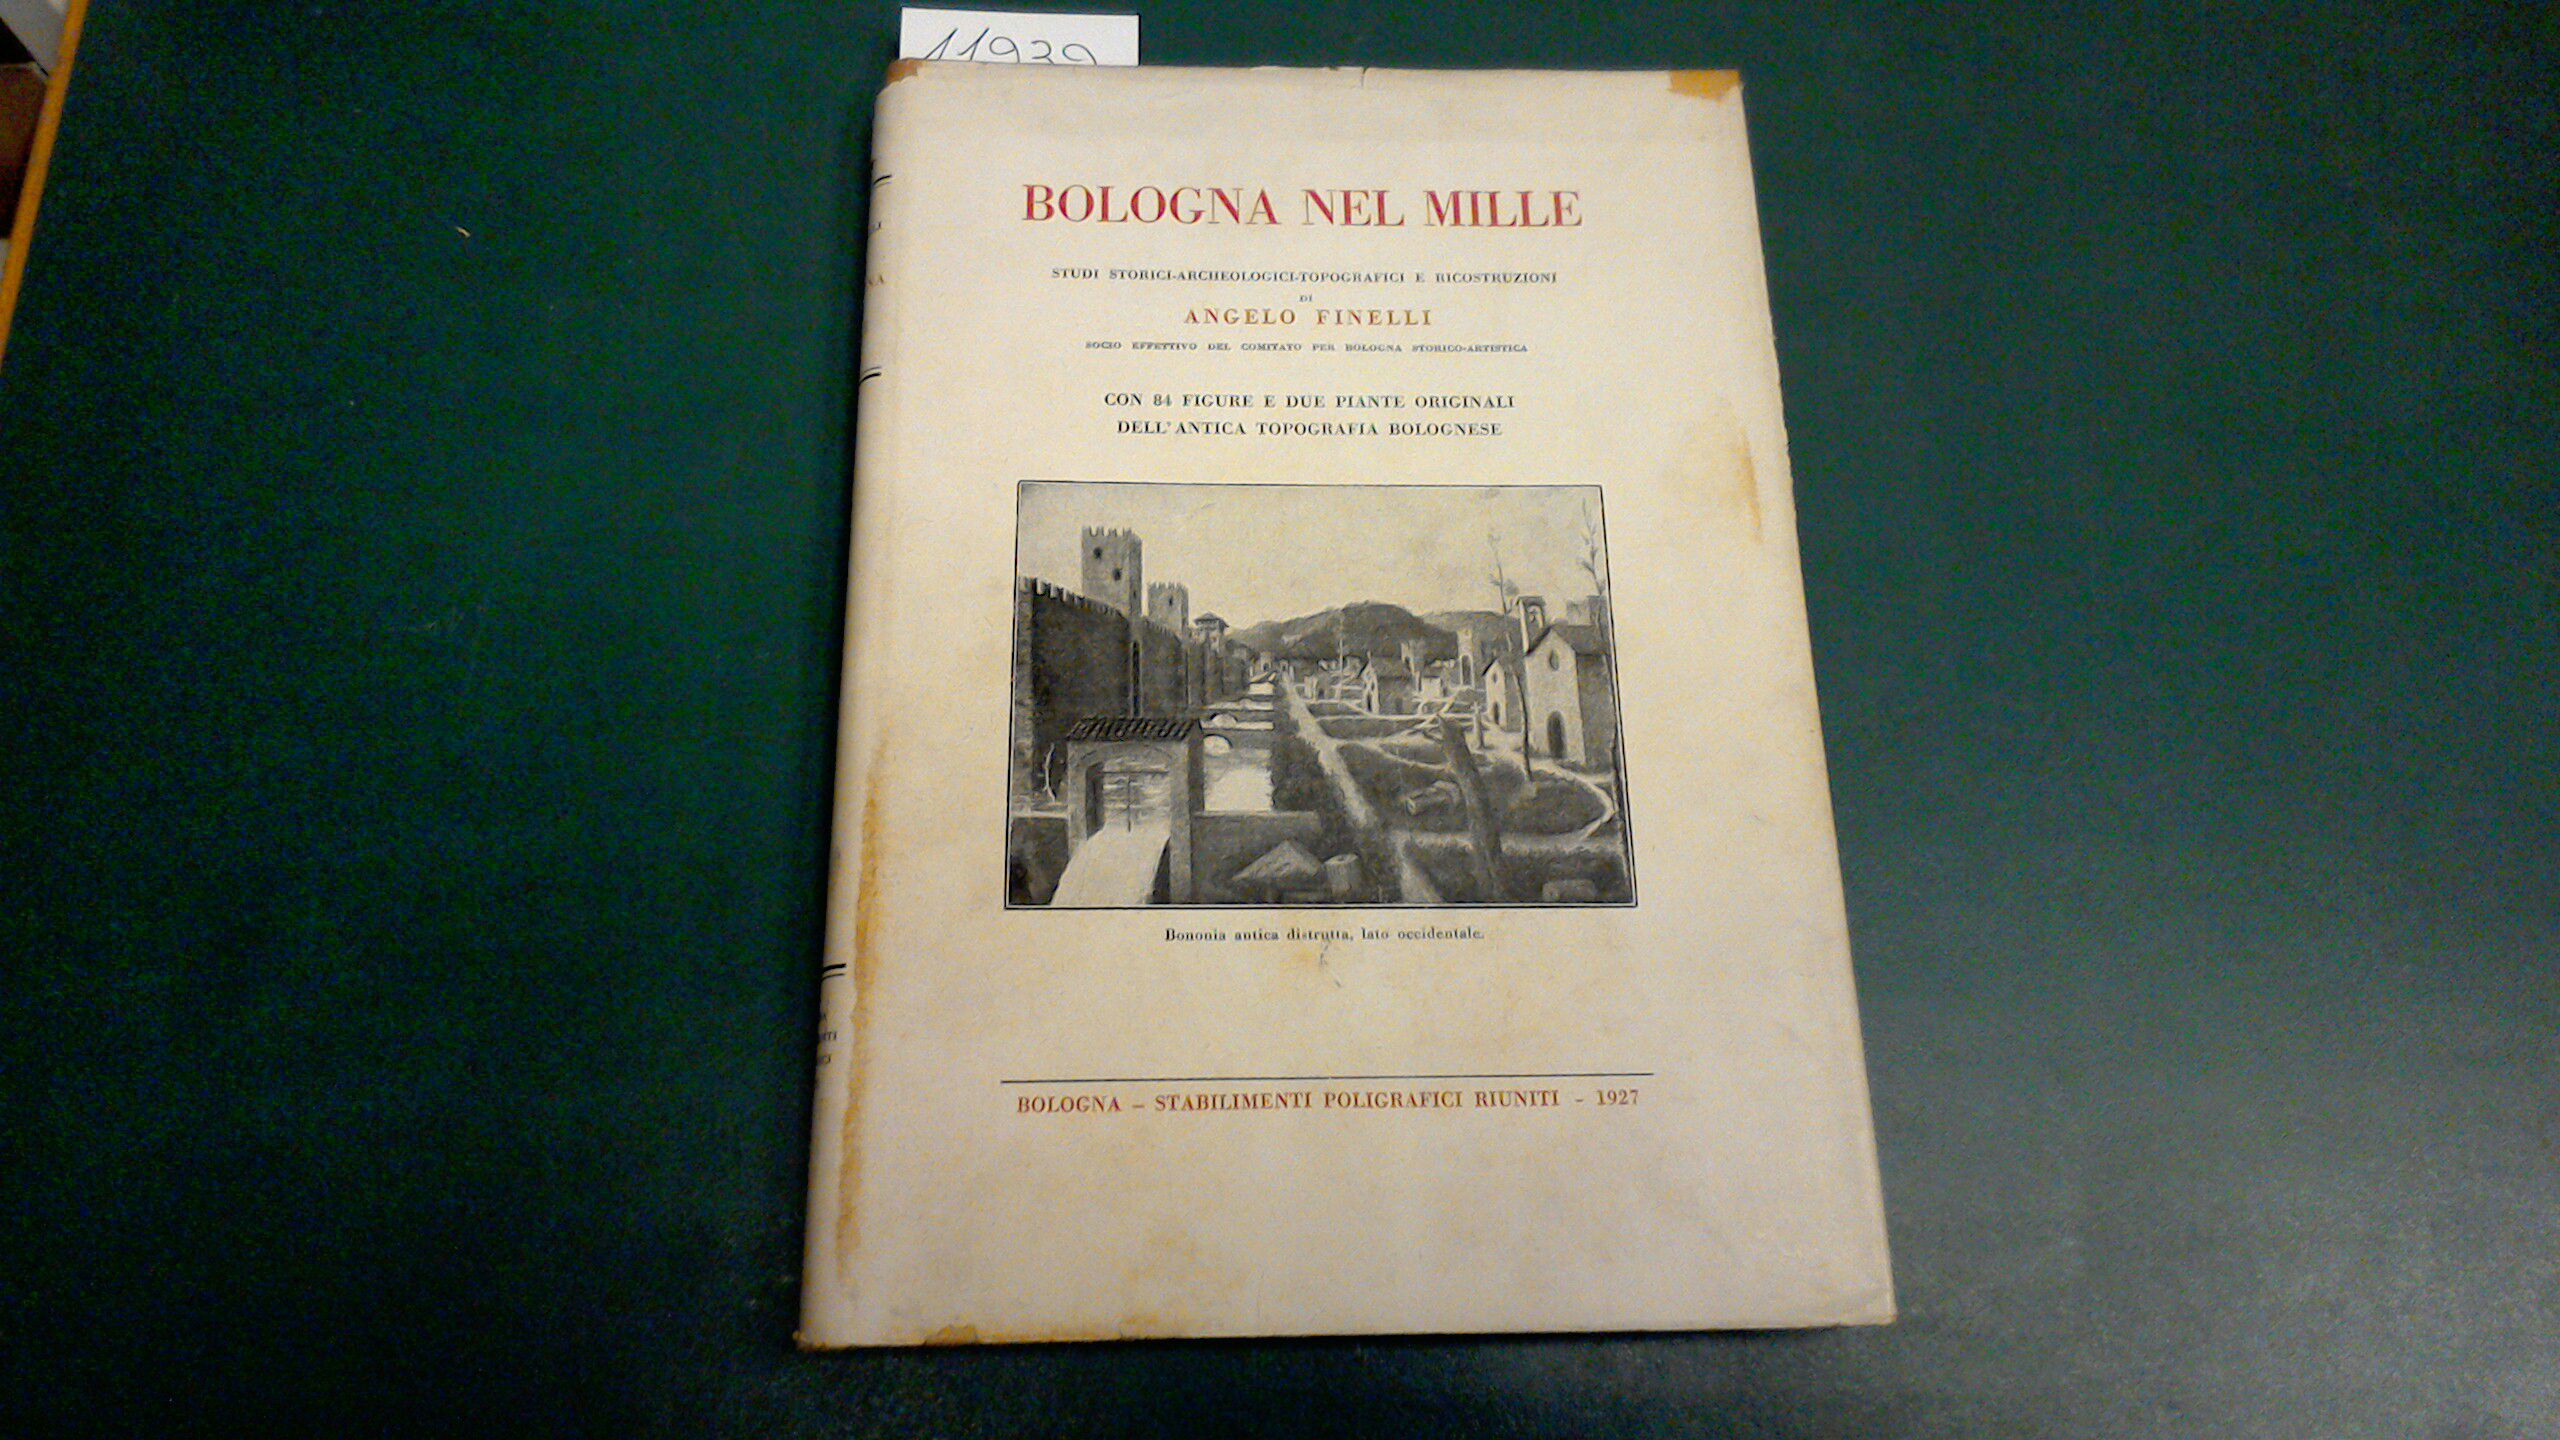 11939
BOLOGNA NEL MILLE
STUDI STORICI-ARCHEOLOGICI-TOPOGRAFICI E RICOSTRUZIONI
DI
ANGELO FINELLI
SOCIO EFFETTIVO DEL COMITATO PER BOLOGNA STORICO-ARTISTICA
CON 84 FIGURE E DUE PIANTE ORIGINALI
DELL'ANTICA TOPOGRAFIA BOLOGNESE
Bononia antica distrutta, lato occidentale.
BOLOGNA – STABILIMENTI POLIGRAFICI RIUNITI - 1927